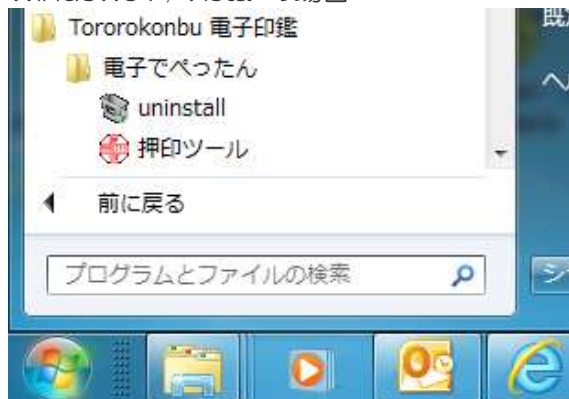 Tororokonbu 電子印鑑
電子でぺったん
uninstall
押印ツール
前に戻る
プログラムとファイルの検索